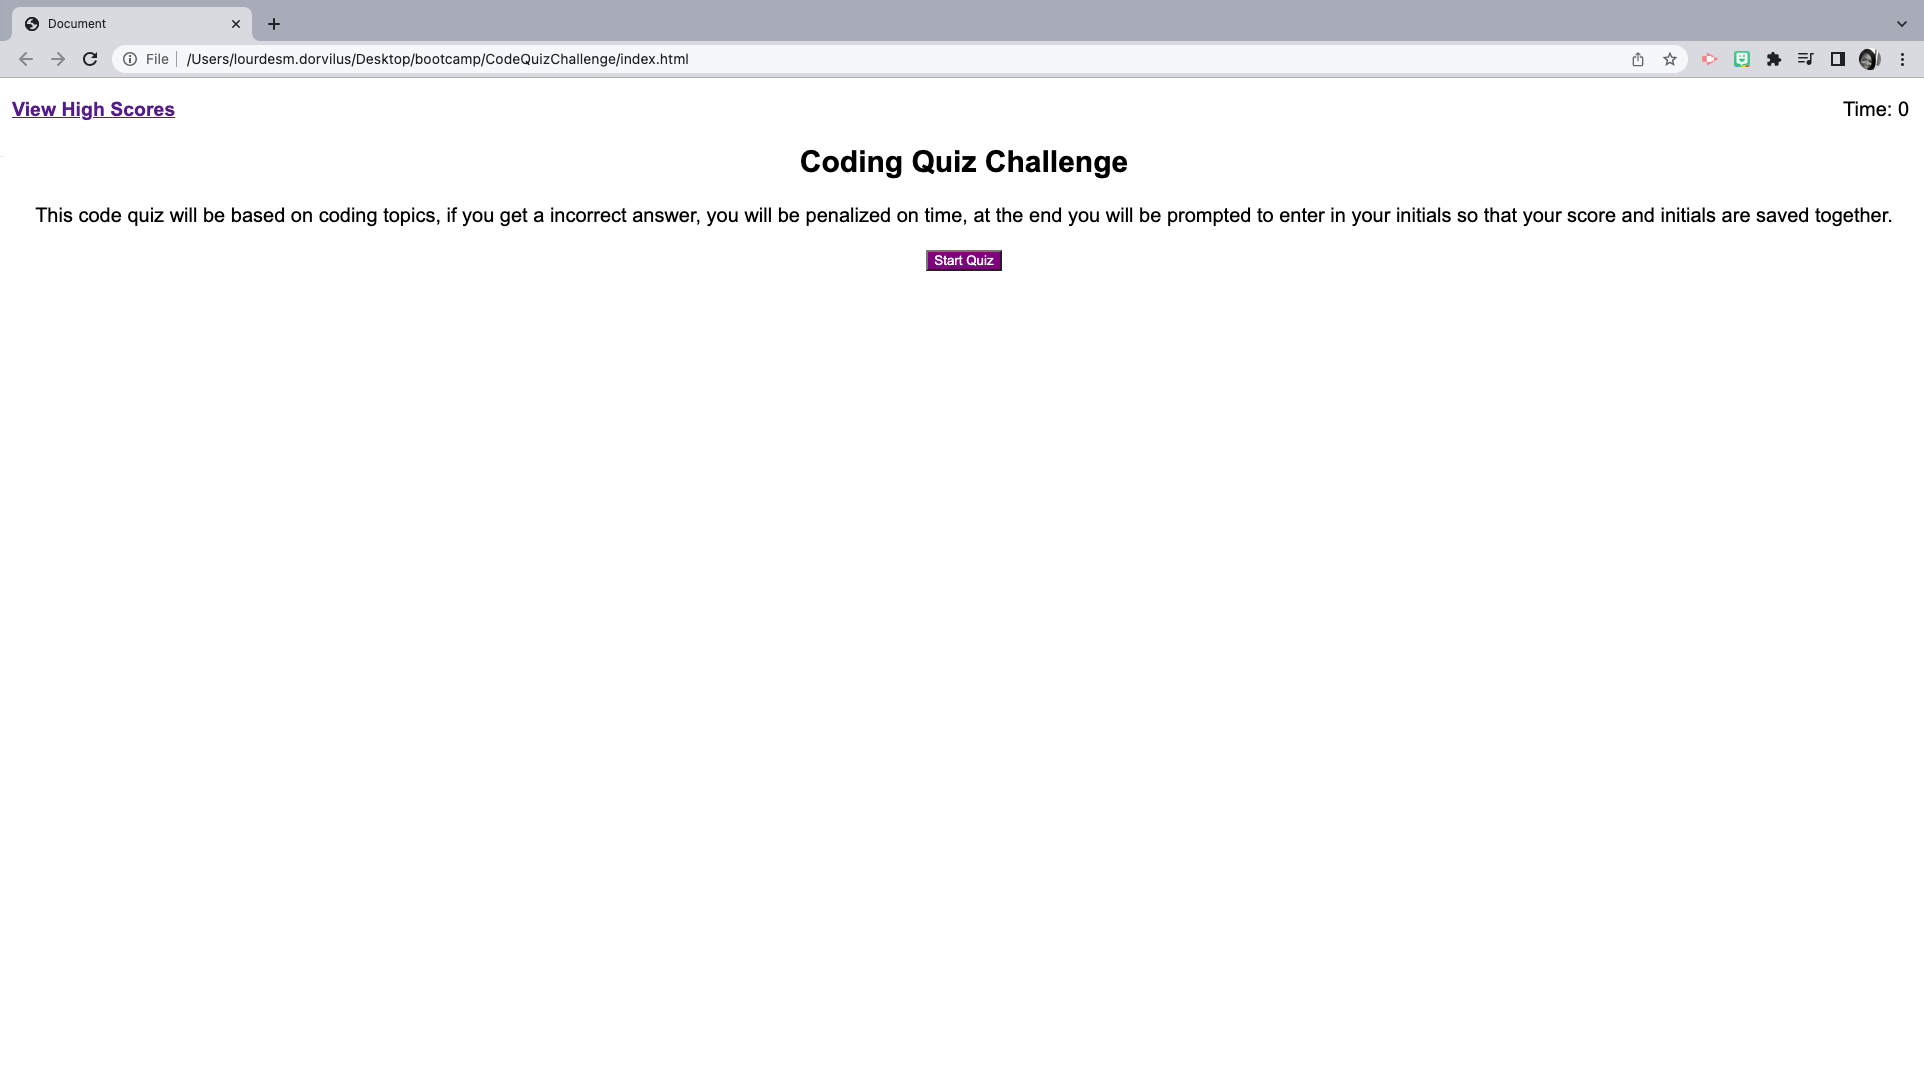 Document
File
/Users/lourdesm.dorvilus/Desktop/bootcamp/CodeQuizChallenge/index.html
View High Scores
Time: 0
Coding Quiz Challenge
This code quiz will be based on coding topics, if you get a incorrect answer, you will be penalized on time, at the end you will be prompted to enter in your initials so that your score and initials are saved together.
Start Quiz